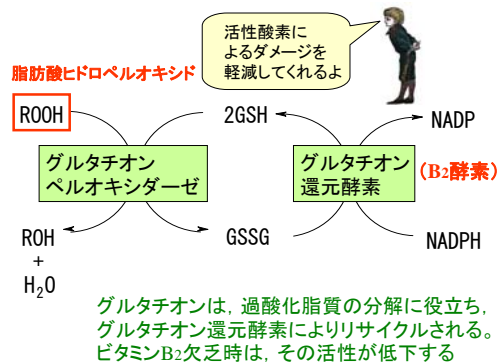 活性酸素に
よるダメージを
軽減してくれるよ
脂肪酸ヒドロペルオキシド
ROOH
2GSH
NADP
グルタチオン
ペルオキシダーゼ
グルタチオン
還元酵素
(B2酵素)
ROH
+
H2O
GSSG
NADPH
グルタチオンは, 過酸化脂質の分解に役立ち,
グルタチオン還元酵素によりリサイクルされる。
ビタミンB2欠乏時は, その活性が低下する